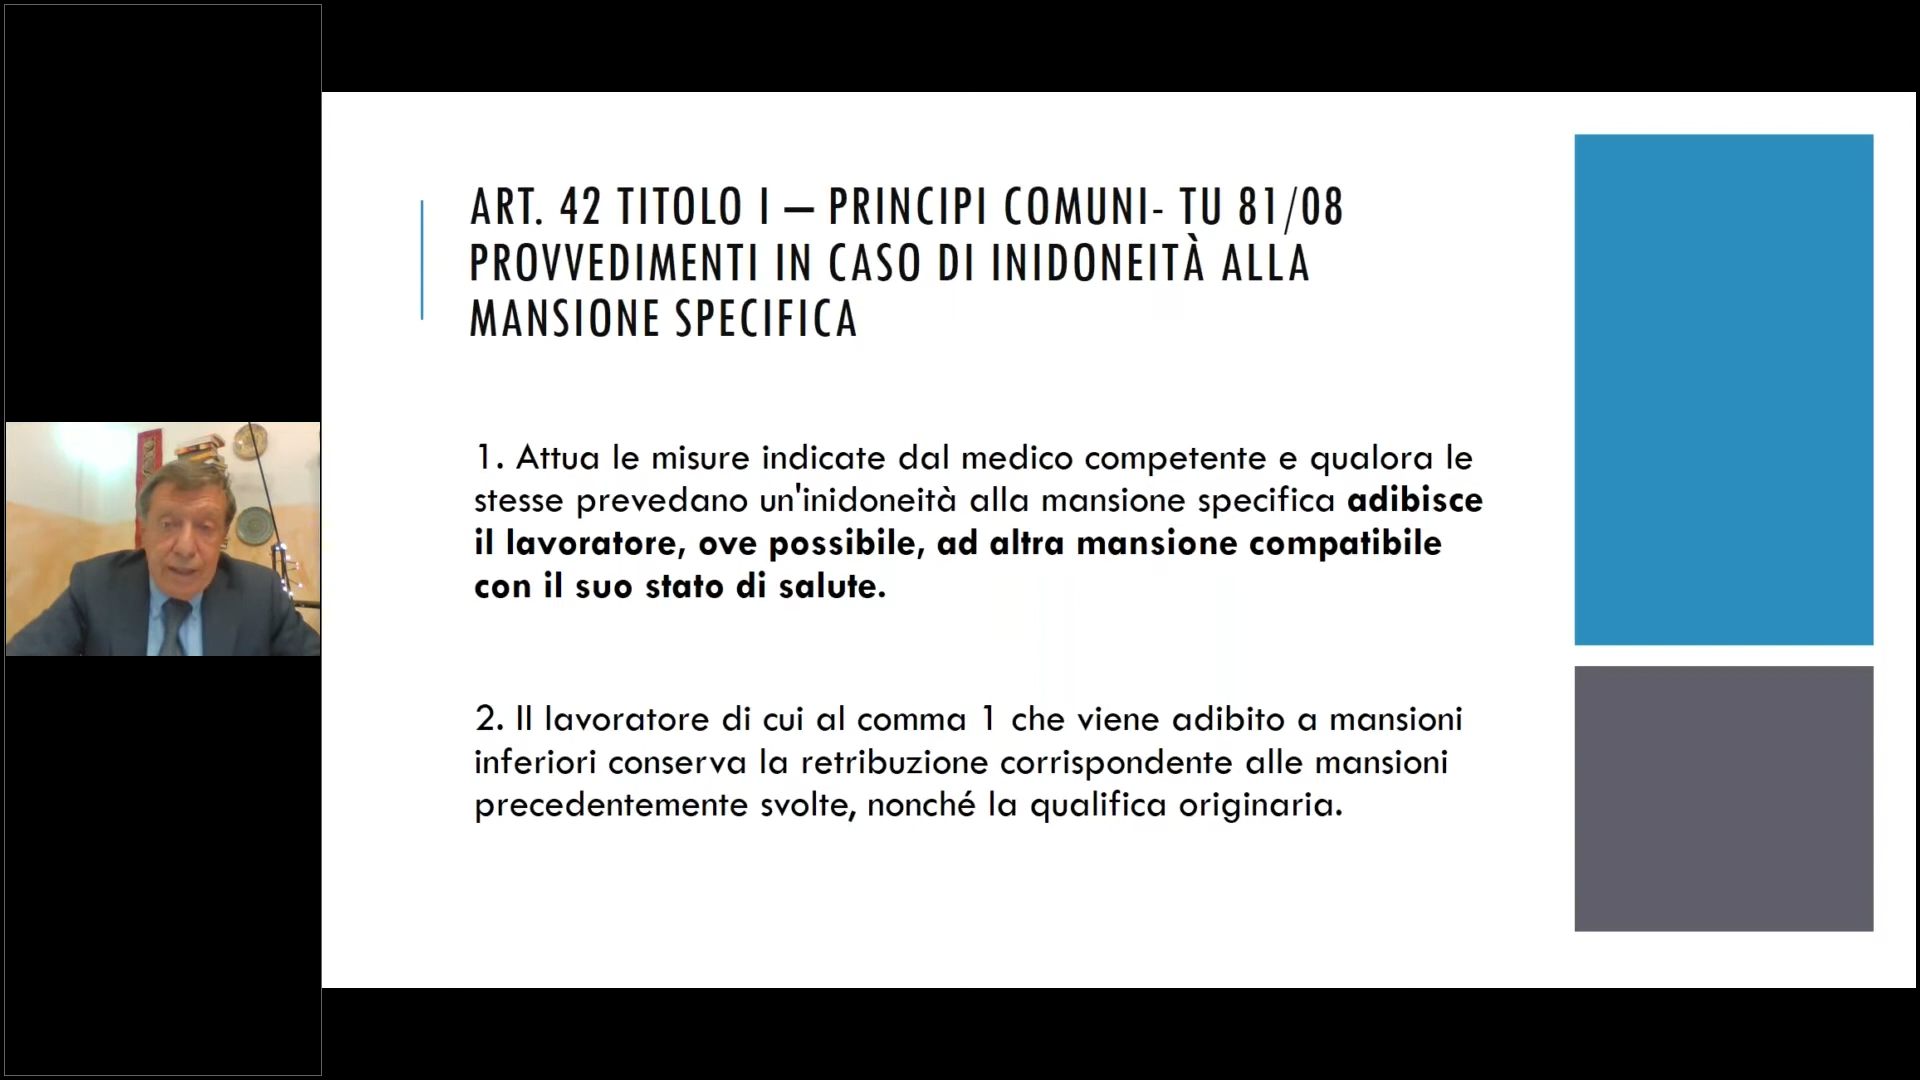 ART. 42 TITOLO I – PRINCIPI COMUNI- TU 81/08
PROVVEDIMENTI IN CASO DI INIDONEITÀ ALLA
MANSIONE SPECIFICA
1. Attua le misure indicate dal medico competente e qualora le
stesse prevedano un'inidoneità alla mansione specifica adibisce
il lavoratore, ove possibile, ad altra mansione compatibile
con il suo stato di salute.
2. Il lavoratore di cui al comma 1 che viene adibito a mansioni
inferiori conserva la retribuzione corrispondente alle mansioni
precedentemente svolte, nonché la qualifica originaria.